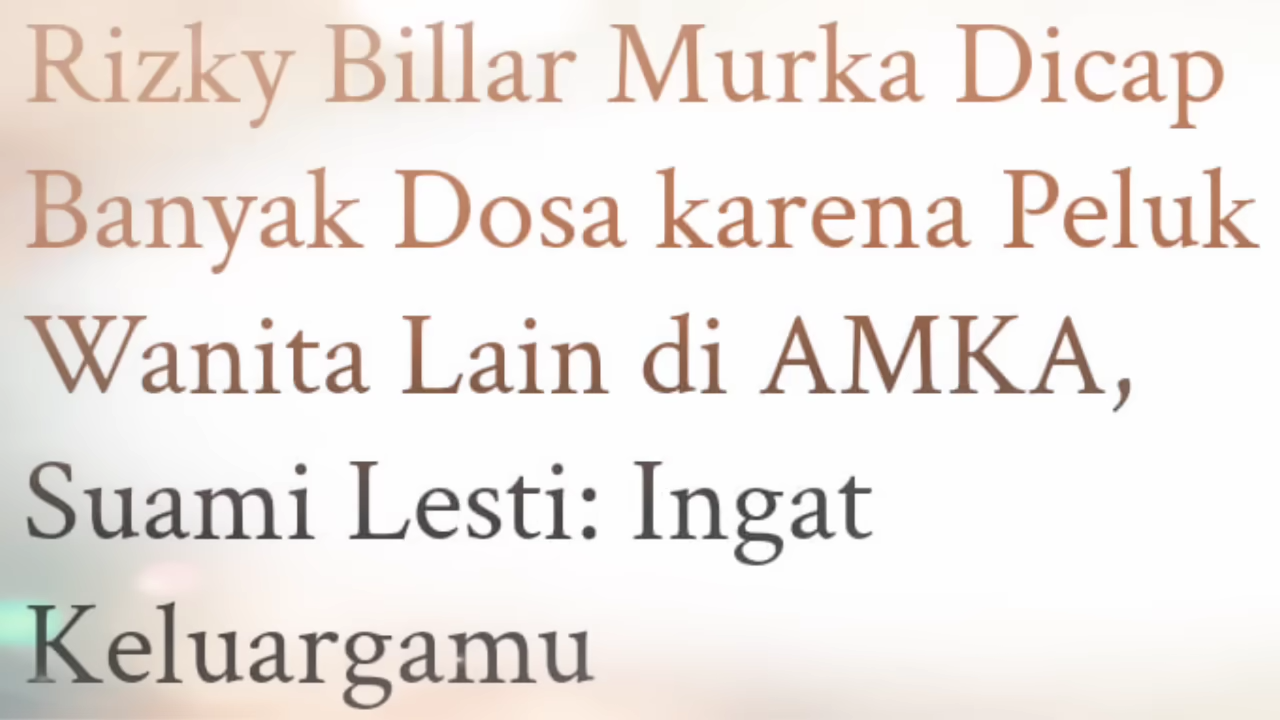 Rizky Billar Murka Dicap
Banyak Dosa karena Peluk
Wanita Lain di AMKA,
Suami Lesti: Ingat
Keluargamu